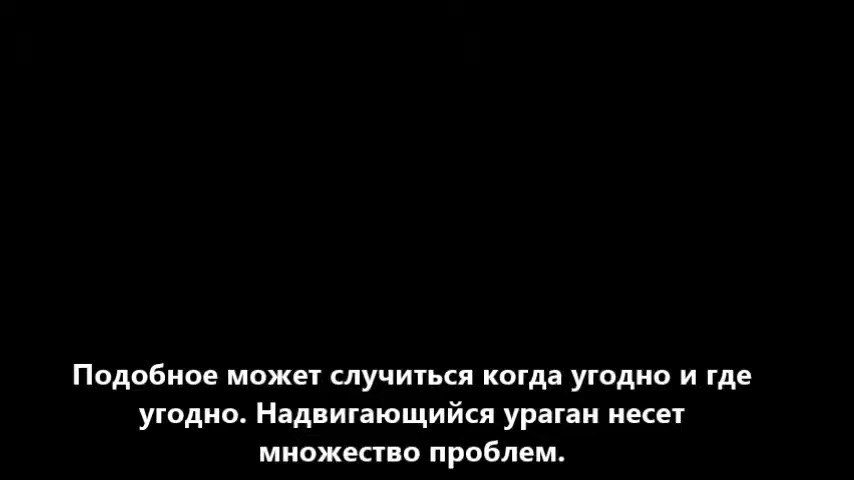 Подобное может случиться когда угодно и где
угодно. Надвигающийся ураган несет
множество проблем.